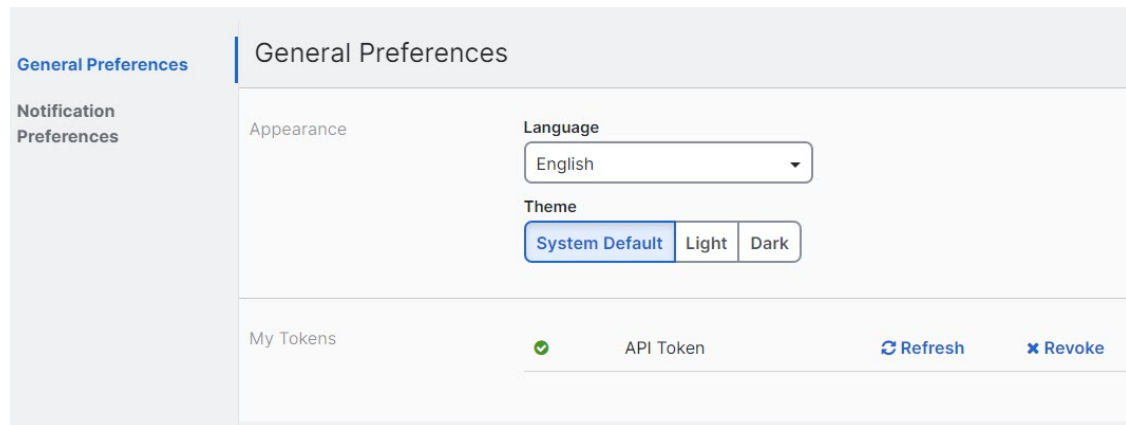 General Preferences
Notification
Preferences
General Preferences
Appearance
Language
English
Theme
System Default Light Dark
My Tokens
API Token Refresh Revoke